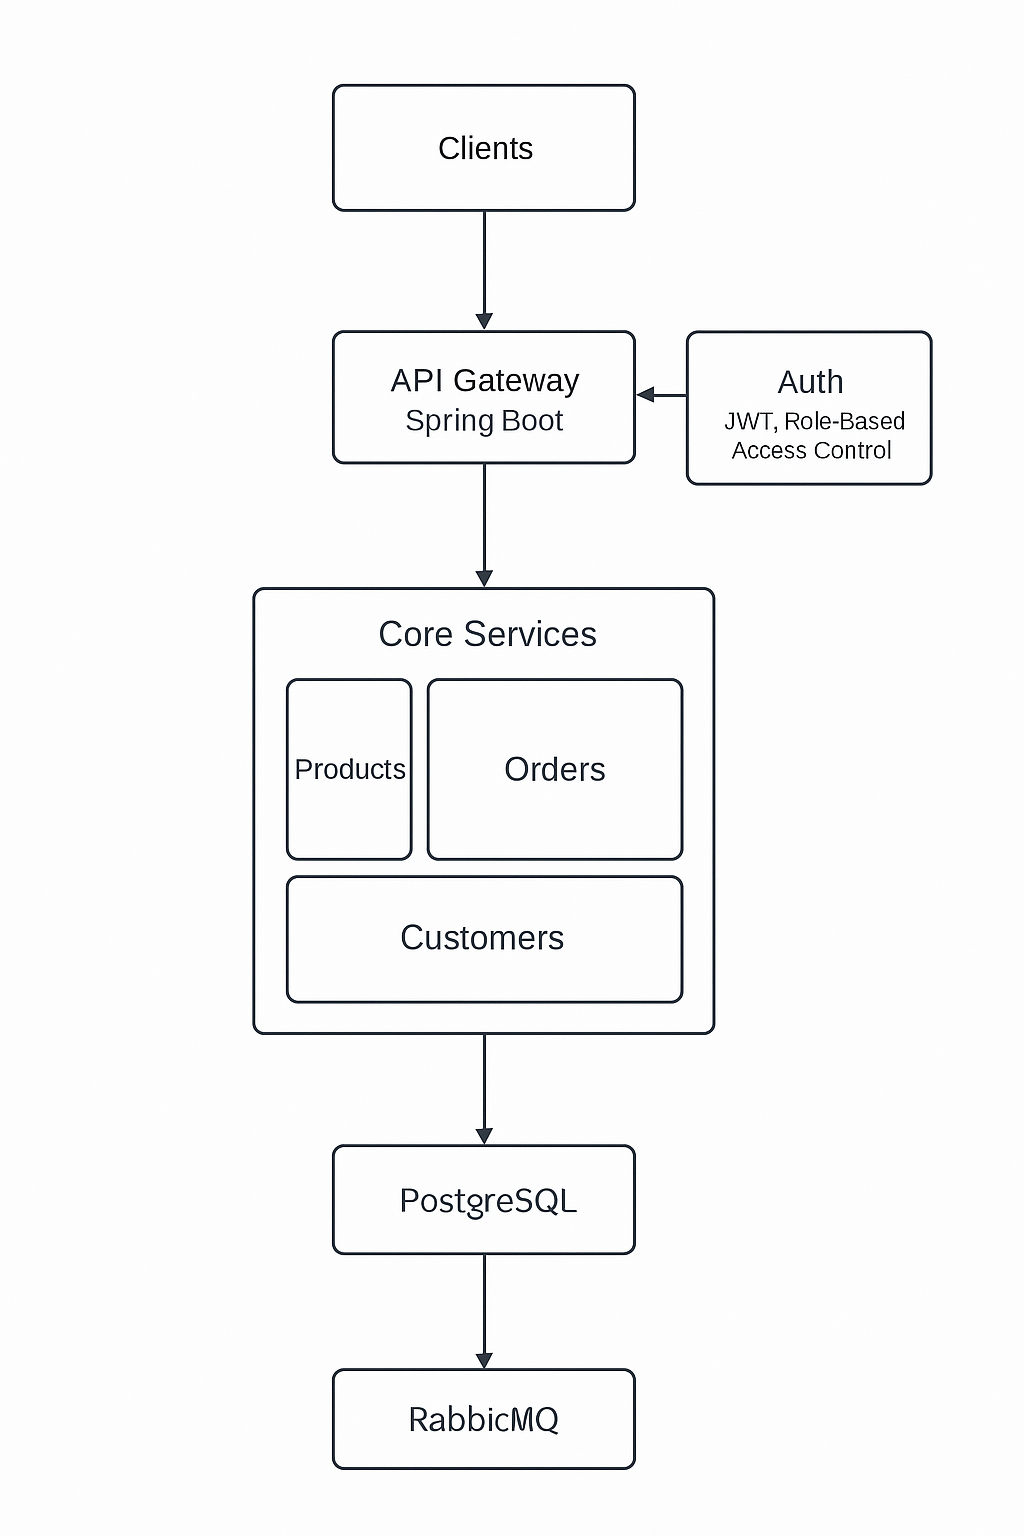 Clients
API Gateway
Spring Boot
Auth
JWT, Role-Based
Access Control
Core Services
Products
Orders
Customers
PostgreSQL
RabbicMQ